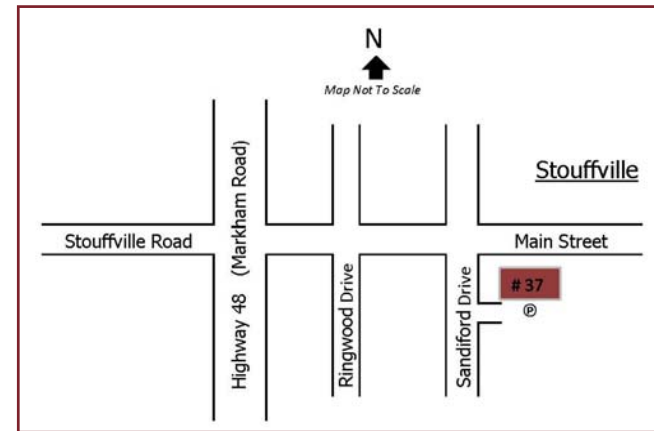 N
Map Not To Scale
Stouffville
Stouffville Road
Highway 48 (Markham Road)
Ringwood Drive
Sandiford Drive
Main Street
# 37
P